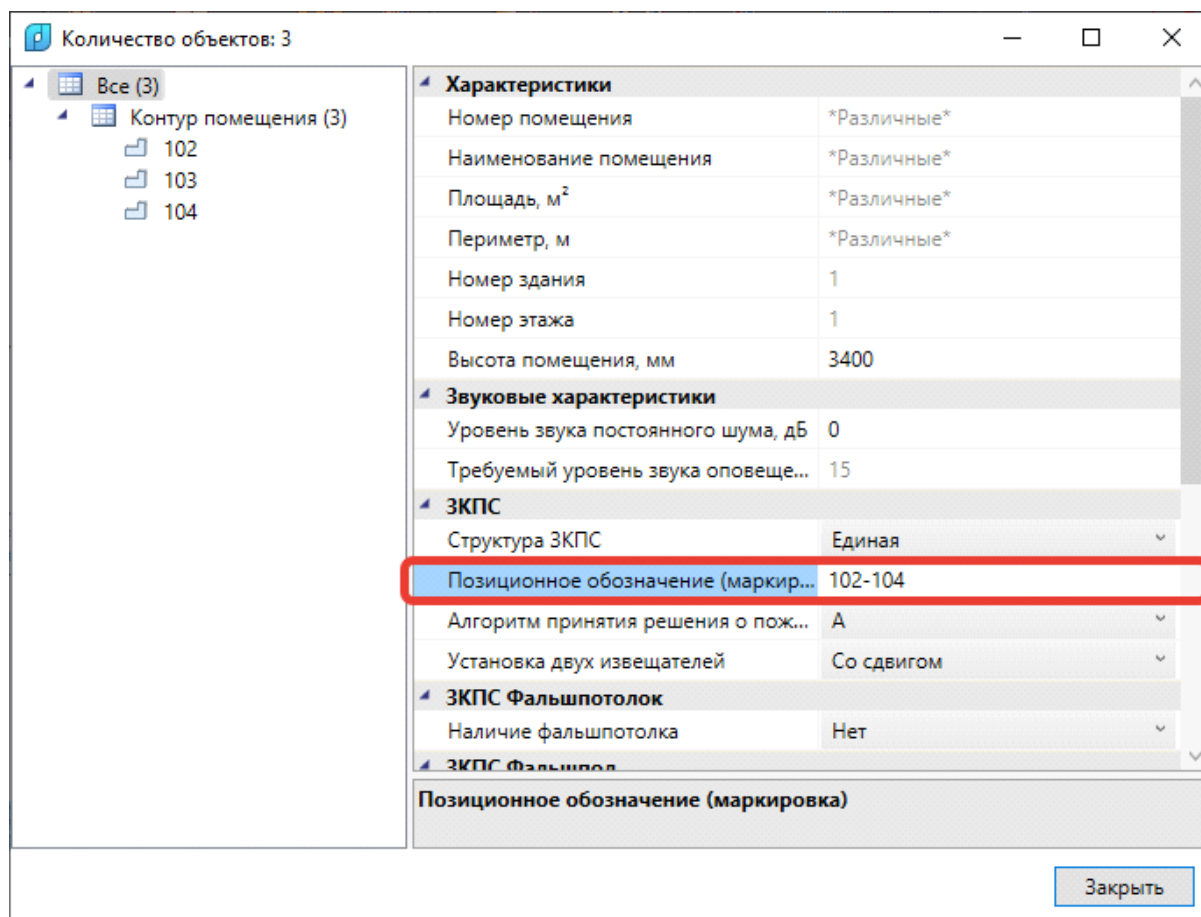 Количество объектов: 3
Все (3)
Контур помещения (3)
102
103
104
Характеристики
Номер помещения *Различные*
Наименование помещения *Различные*
Площадь, м² *Различные*
Периметр, м *Различные*
Номер здания 1
Номер этажа 1
Высота помещения, мм 3400
Звуковые характеристики
Уровень звука постоянного шума, дБ 0
Требуемый уровень звука оповеще... 15
ЗКПС
Структура ЗКПС Единая
Позиционное обозначение (маркир... 102-104
Алгоритм принятия решения о пож... A
Установка двух извещателей Со сдвигом
ЗКПС Фальшпотолок
Наличие фальшпотолка Нет
ЗКПС Фальшпол
Позиционное обозначение (маркировка)
Закрыть